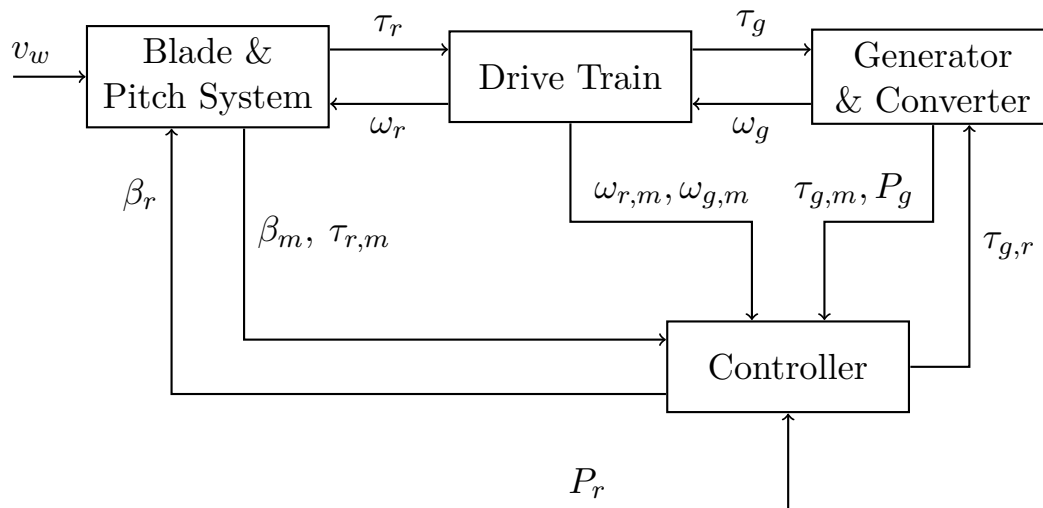 v_w
Blade &
Pitch System
τ_r
ω_r
Drive Train
τ_g
ω_g
Generator
& Converter
β_r
β_m, τ_{r,m}
ω_{r,m}, ω_{g,m}
τ_{g,m}, P_g
τ_{g,r}
Controller
P_r